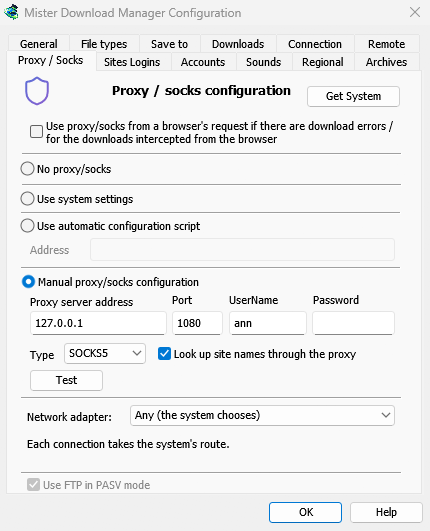 Mister Download Manager Configuration
General File types Save to Downloads Connection Remote
Proxy / Socks Sites Logins Accounts Sounds Regional Archives
Proxy / socks configuration
Get System
Use proxy/socks from a browser's request if there are download errors /
for the downloads intercepted from the browser
No proxy/socks
Use system settings
Use automatic configuration script
Address
Manual proxy/socks configuration
Proxy server address Port UserName Password
127.0.0.1 1080 ann
Type SOCKS5 Look up site names through the proxy
Test
Network adapter: Any (the system chooses)
Each connection takes the system's route.
Use FTP in PASV mode
OK Help